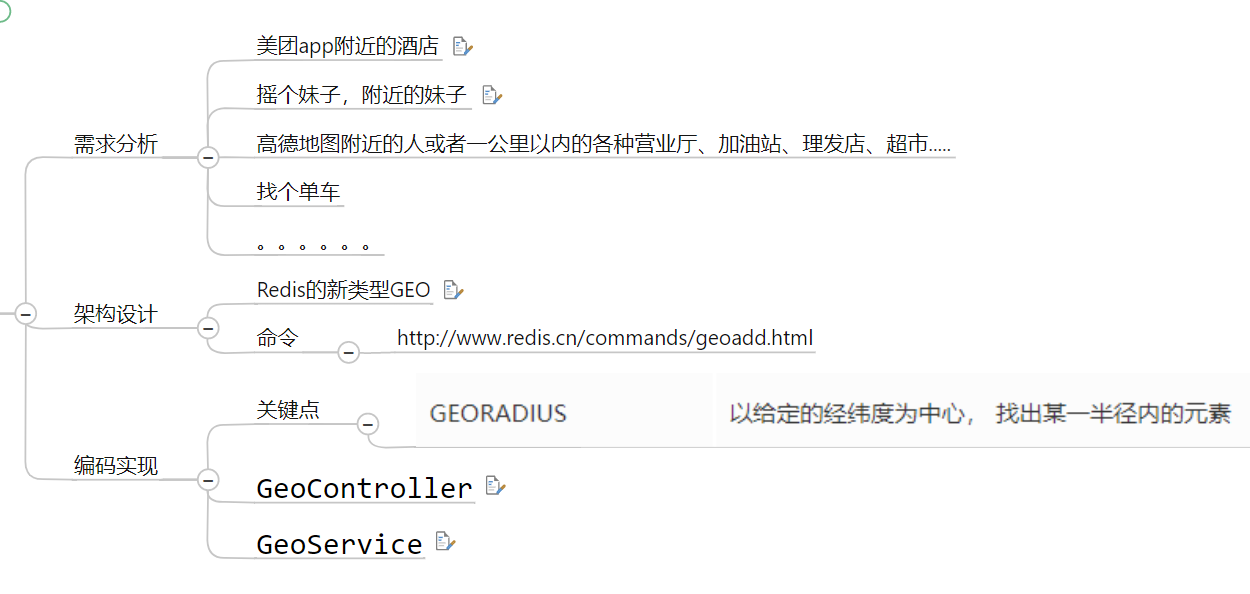 需求分析
美团app附近的酒店
摇个妹子，附近的妹子
高德地图附近的人或者一公里以内的各种营业厅、加油站、理发店、超市.....
找个单车
。。。。。。
架构设计
Redis的新类型GEO
命令
http://www.redis.cn/commands/geoadd.html
编码实现
关键点
GEORADIUS 以给定的经纬度为中心， 找出某一半径内的元素
GeoController
GeoService